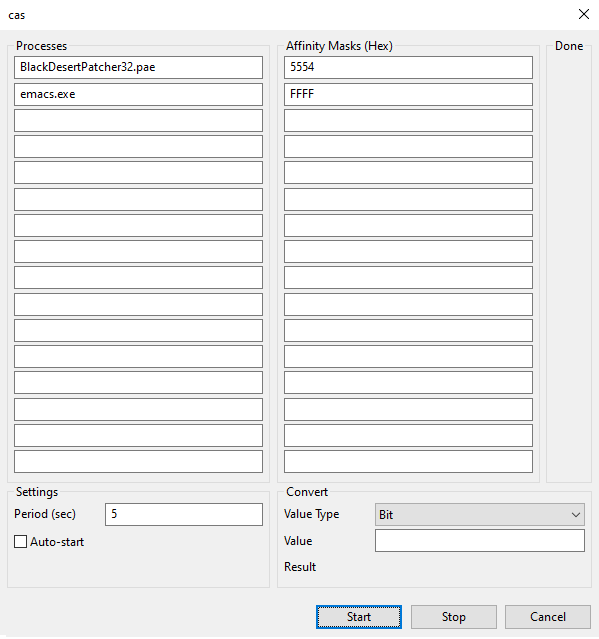 cas
Processes
Affinity Masks (Hex)
Done
BlackDesertPatcher32.pae
5554
emacs.exe
FFFF
Settings
Period (sec)
5
Auto-start
Convert
Value Type
Bit
Value
Result
Start
Stop
Cancel